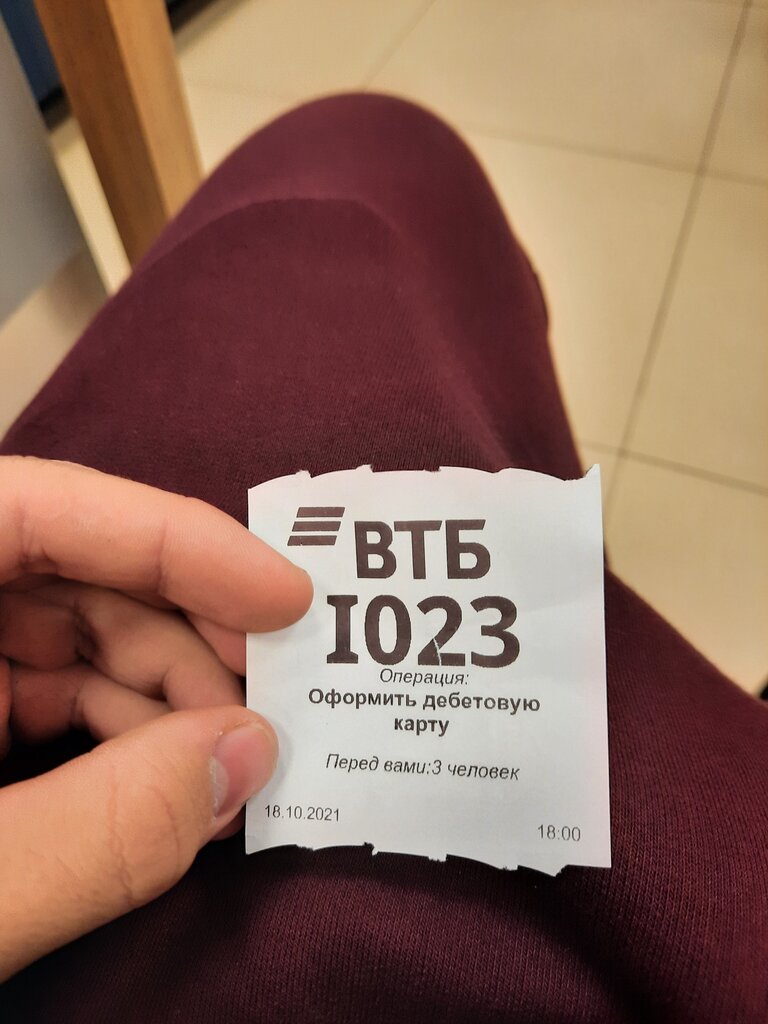 ВТБ
I023
Операция:
Оформить дебетовую
карту
Перед вами:3 человек
18.10.2021
18:00